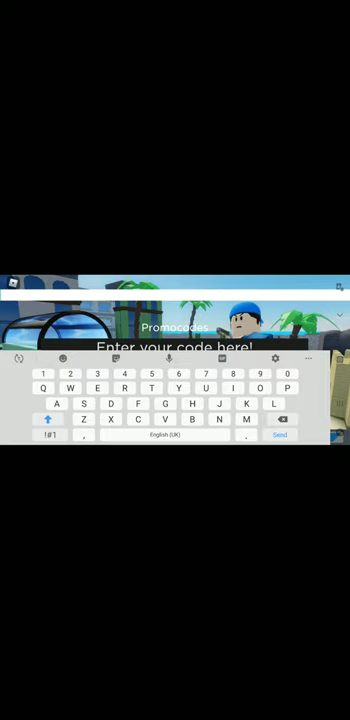 Promocodes
Enter your code here!
GIF
1 2 3 4 5 6 7 8 9 0
Q W E R T Y U I O P
A S D F G H J K L
Z X C V B N M
!#1 , English (UK) . Send